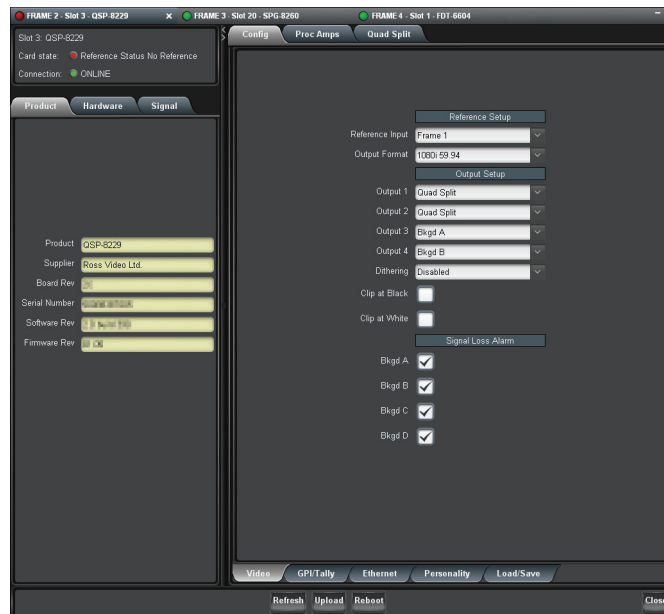 FRAME 2 - Slot 3 - QSP-8229 x FRAME 3 - Slot 20 - SPG-8260 FRAME 4 - Slot 1 - FDT-6604
Slot 3: QSP-8229
Card state: Reference Status No Reference
Connection: ONLINE
Product Hardware Signal
Product QSP-8229
Supplier Ross Video Ltd.
Board Rev
Serial Number
Software Rev
Firmware Rev
Config Proc Amps Quad Split
Reference Setup
Reference Input Frame 1
Output Format 1080i 59.94
Output Setup
Output 1 Quad Split
Output 2 Quad Split
Output 3 Bkgd A
Output 4 Bkgd B
Dithering Disabled
Clip at Black
Clip at White
Signal Loss Alarm
Bkgd A
Bkgd B
Bkgd C
Bkgd D
Video GPI/Tally Ethernet Personality Load/Save
Refresh Upload Reboot Close